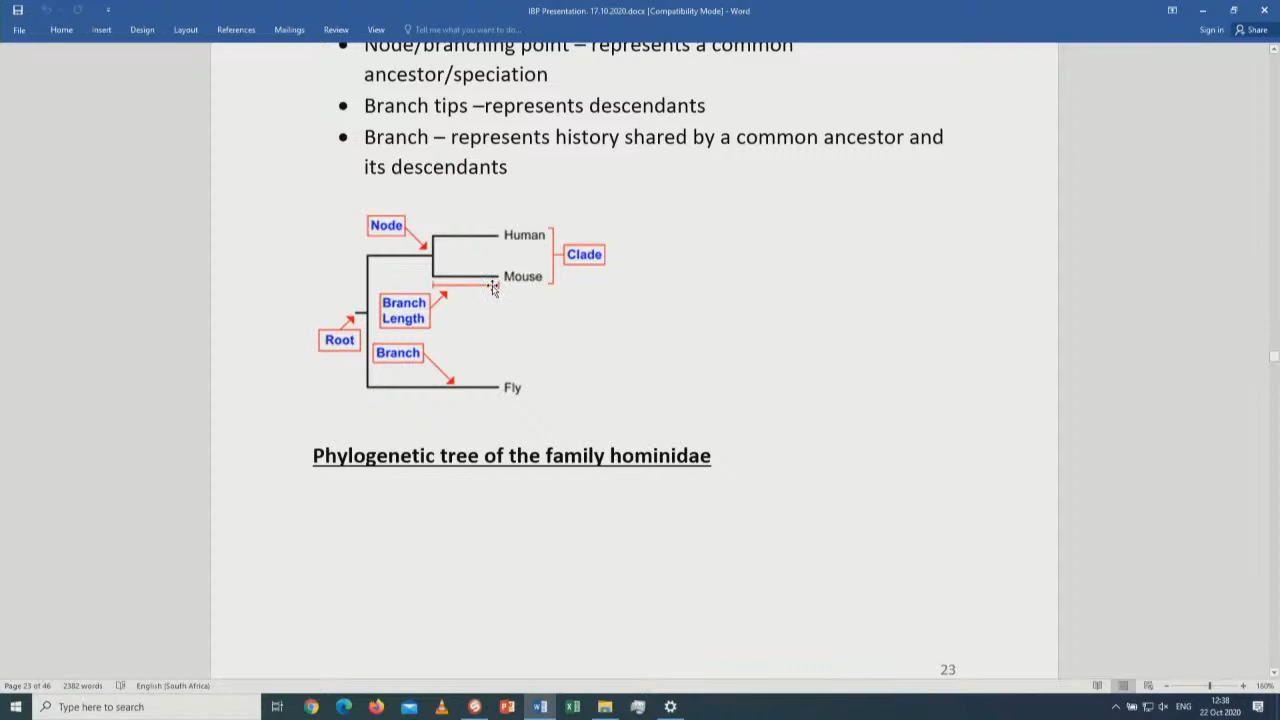 IBP Presentation. 17.10.2020.docx [Compatibility Mode] - Word
File Home Insert Design Layout References Mailings Review View Tell me what you want to do... Sign in Share
Node/branching point – represents a common
ancestor/speciation
Branch tips –represents descendants
Branch – represents history shared by a common ancestor and
its descendants
Node
Human
Clade
Mouse
Branch
Length
Root
Branch
Fly
Phylogenetic tree of the family hominidae
23
Page 23 of 46 2382 words English (South Africa) 160%
Type here to search
ENG
12:38
22 Oct 2020